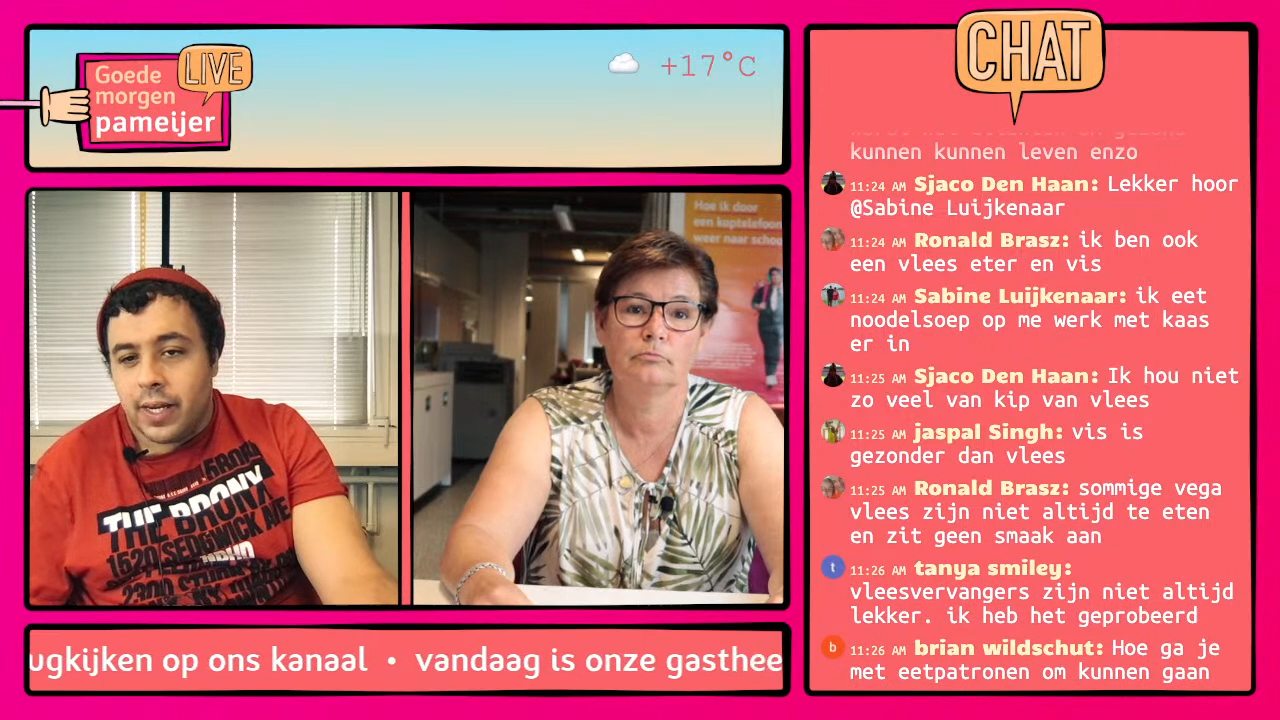 Goede
morgen
pameijer
LIVE
+17°C
CHAT
kunnen kunnen leven enzo
11:24 AM Sjaco Den Haan: Lekker hoor
@Sabine Luijkenaar
11:24 AM Ronald Brasz: ik ben ook
een vlees eter en vis
11:24 AM Sabine Luijkenaar: ik eet
noodelsoep op me werk met kaas
er in
11:25 AM Sjaco Den Haan: Ik hou niet
zo veel van kip van vlees
11:25 AM jaspal Singh: vis is
gezonder dan vlees
11:25 AM Ronald Brasz: sommige vega
vlees zijn niet altijd te eten
en zit geen smaak aan
t 11:26 AM tanya smiley:
vleesvervangers zijn niet altijd
lekker. ik heb het geprobeerd
b 11:26 AM brian wildschut: Hoe ga je
met eetpatronen om kunnen gaan
Hoe ik door
een koptelefoon
weer naar school
THE BRONX
1520 SEDGWICK AVE
ugkijken op ons kanaal • vandaag is onze gasthee